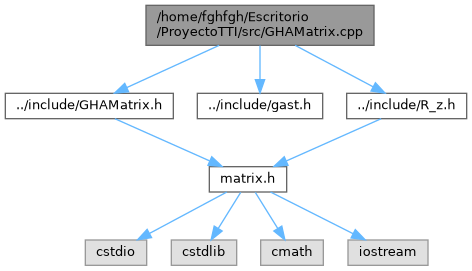 /home/fghfgh/Escritorio
/ProyectoTTI/src/GHAMatrix.cpp
../include/GHAMatrix.h
../include/gast.h
../include/R_z.h
matrix.h
cstdio
cstdlib
cmath
iostream